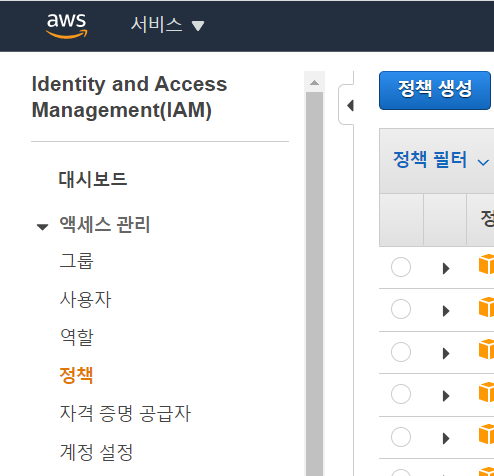 aws 서비스
Identity and Access
Management(IAM)
대시보드
액세스 관리
그룹
사용자
역할
정책
자격 증명 공급자
계정 설정
정책 생성
정책 필터
정